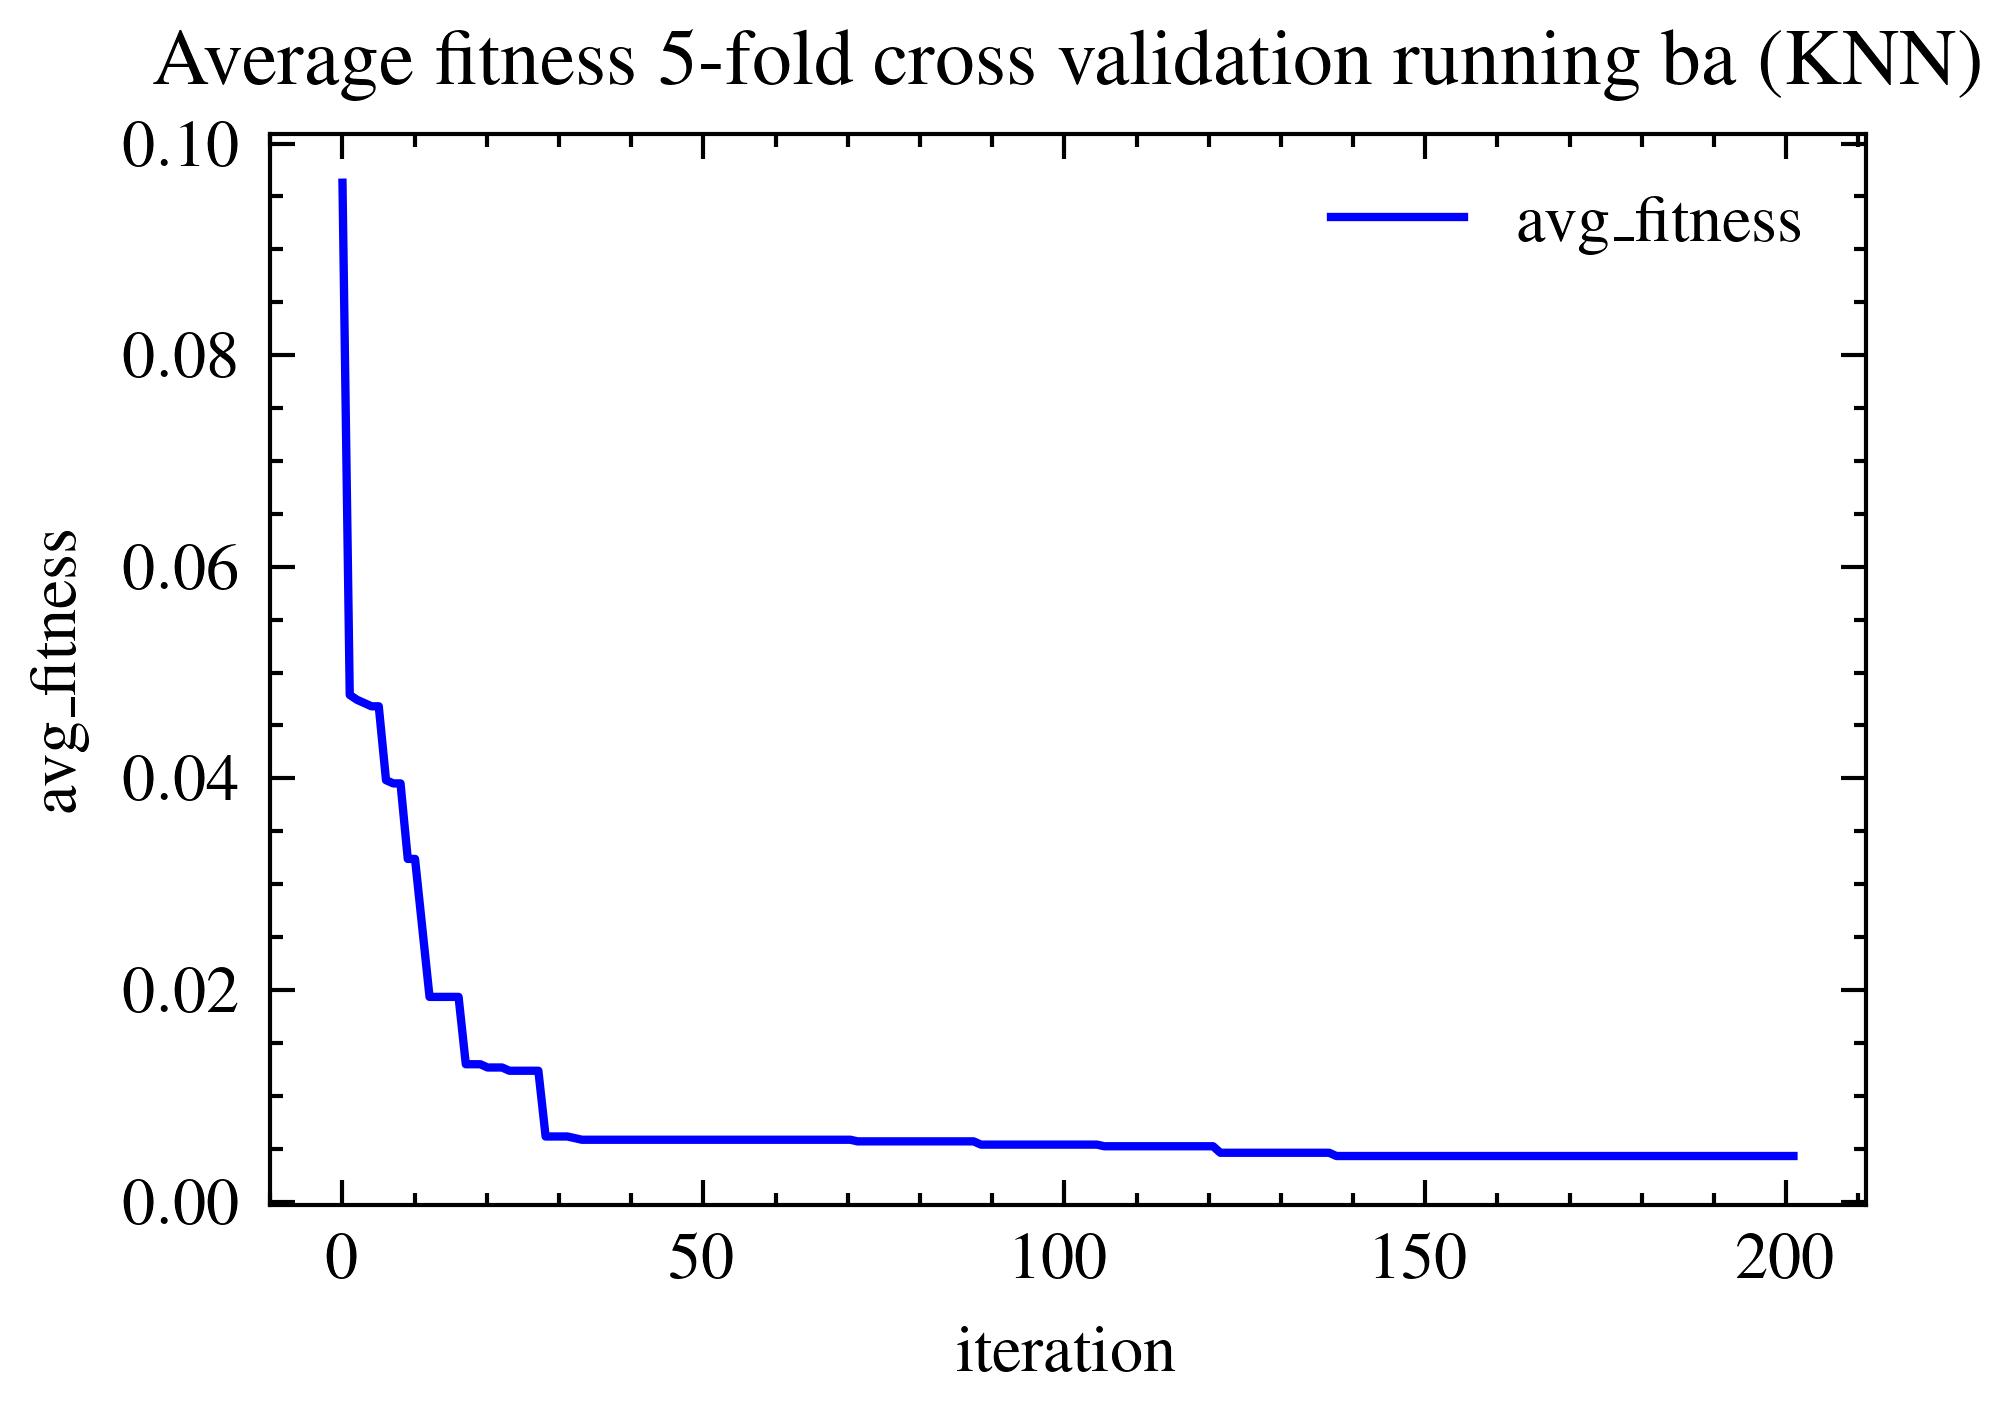 Average fitness 5-fold cross validation running ba (KNN)
0.10
0.08
0.06
0.04
0.02
0.00
avg_fitness
avg_fitness
0 50 100 150 200
iteration